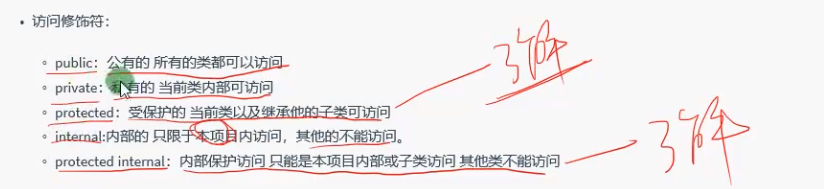 访问修饰符：
public：公有的 所有的类都可以访问
private：私有的 当前类内部可访问
protected：受保护的 当前类以及继承他的子类可访问
了解
internal:内部的 只限于本项目内访问，其他的不能访问。
protected internal：内部保护访问 只能是本项目内部或子类访问 其他类不能访问
了解